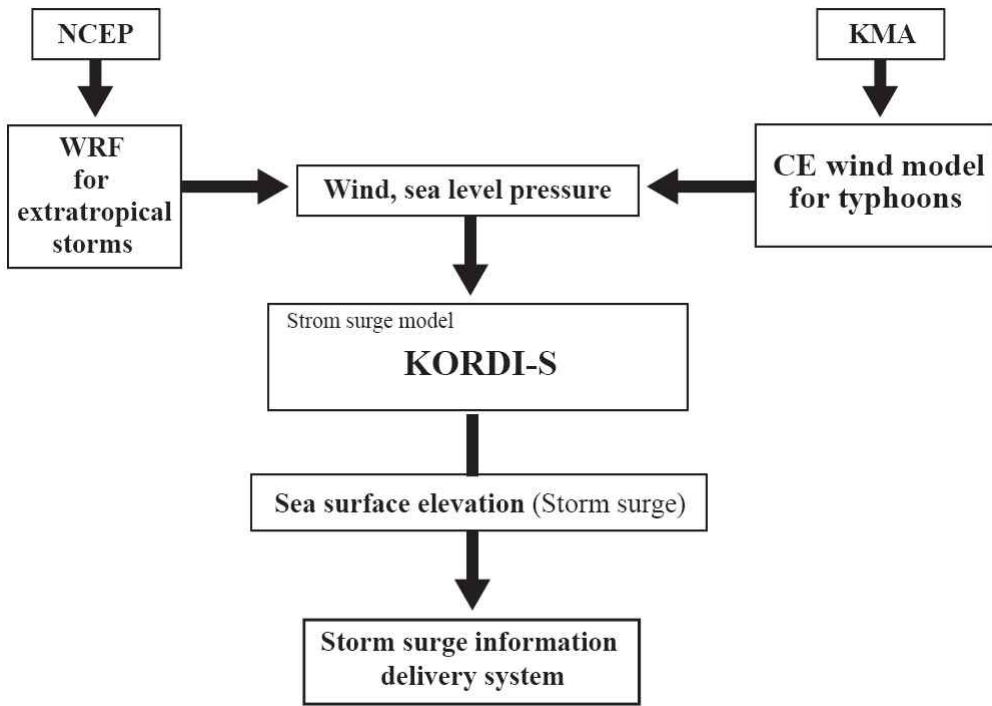 NCEP
KMA
WRF
for
extratropical
storms
Wind, sea level pressure
CE wind model
for typhoons
Strom surge model
KORDI-S
Sea surface elevation (Storm surge)
Storm surge information
delivery system